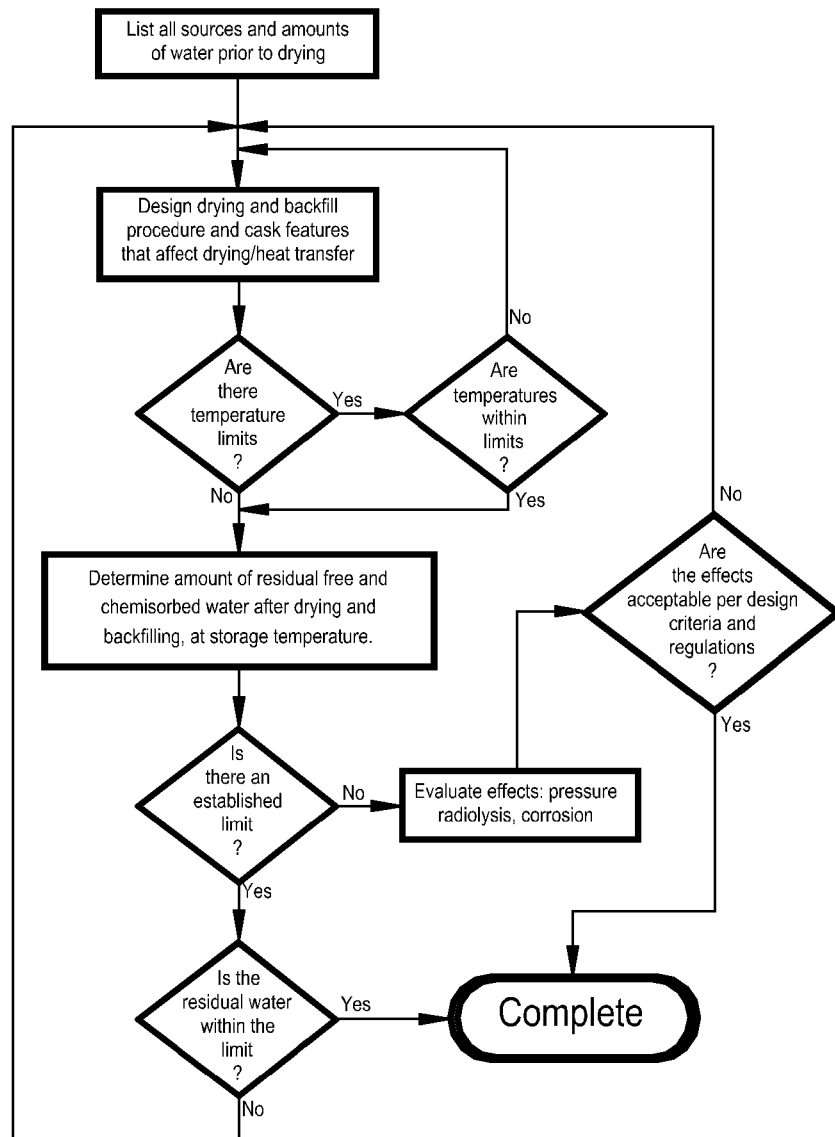 List all sources and amounts
of water prior to drying
Design drying and backfill
procedure and cask features
that affect drying/heat transfer
No
Are
there
temperature
limits
?
Yes
Are
temperatures
within
limits
?
No
Yes
No
Determine amount of residual free and
chemisorbed water after drying and
backfilling, at storage temperature.
Are
the effects
acceptable per design
criteria and
regulations
?
Yes
Is
there an
established
limit
?
No
Evaluate effects: pressure
radiolysis, corrosion
Yes
Is the
residual water
within the
limit
?
Yes
Complete
No